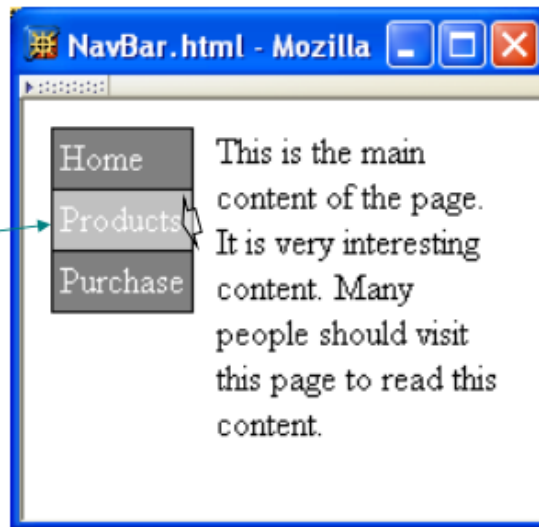 NavBar.html - Mozilla
Home
Products
Purchase
This is the main
content of the page.
It is very interesting
content. Many
people should visit
this page to read this
content.